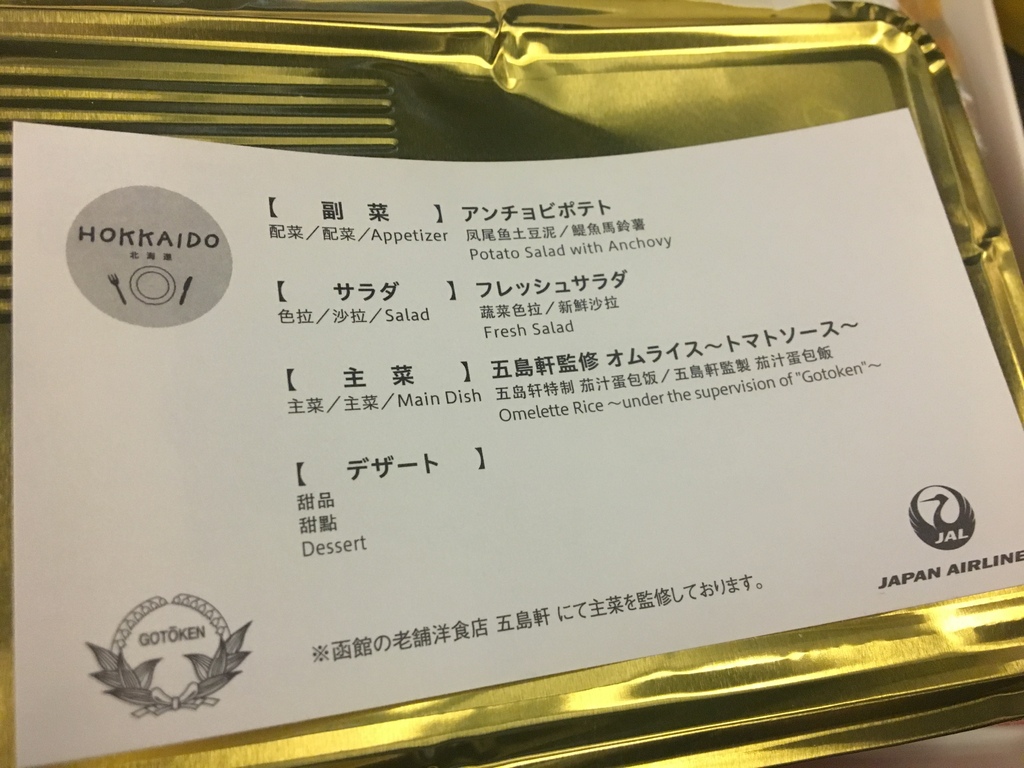 HOKKAIDO
北海道
【 副菜 】 アンチョビポテト
配菜／配菜／Appetizer 凤尾鱼土豆泥／鯷魚馬鈴薯
Potato Salad with Anchovy
【 サラダ 】 フレッシュサラダ
色拉／沙拉／Salad 蔬菜色拉／新鮮沙拉
Fresh Salad
【 主菜 】 五島軒監修 オムライス～トマトソース～
主菜／主菜／Main Dish 五岛轩特制 茄汁蛋包饭／五島軒監製 茄汁蛋包飯
Omelette Rice ～under the supervision of "Gotoken"～
【 デザート 】
甜品
甜點
Dessert
JAL
JAPAN AIRLINE
GOTŌKEN
※函館の老舗洋食店 五島軒 にて主菜を監修しております。